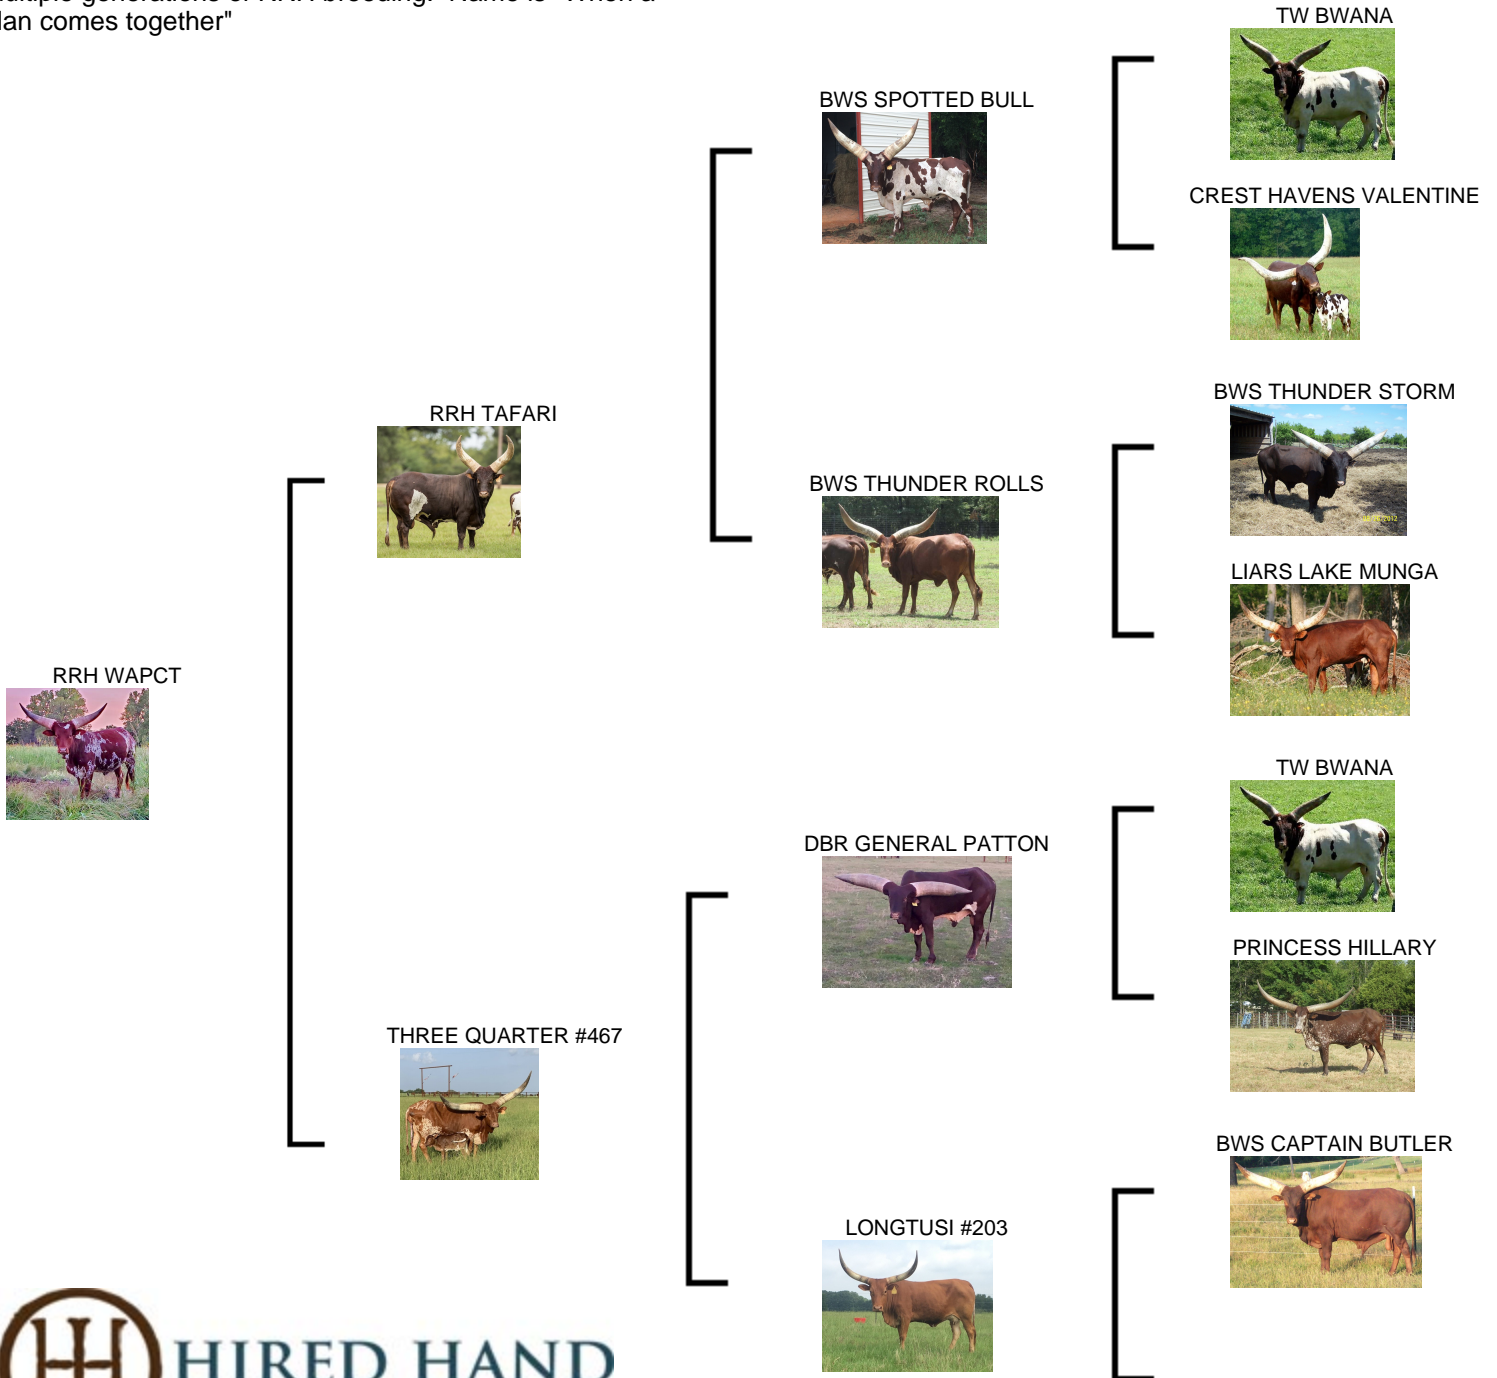 lan comes together"
TW BWANA
BWS SPOTTED BULL
CREST HAVENS VALENTINE
BWS THUNDER STORM
RRH TAFARI
BWS THUNDER ROLLS
LIARS LAKE MUNGA
RRH WAPCT
TW BWANA
DBR GENERAL PATTON
PRINCESS HILLARY
THREE QUARTER #467
BWS CAPTAIN BUTLER
LONGTUSI #203
HIRED HAND